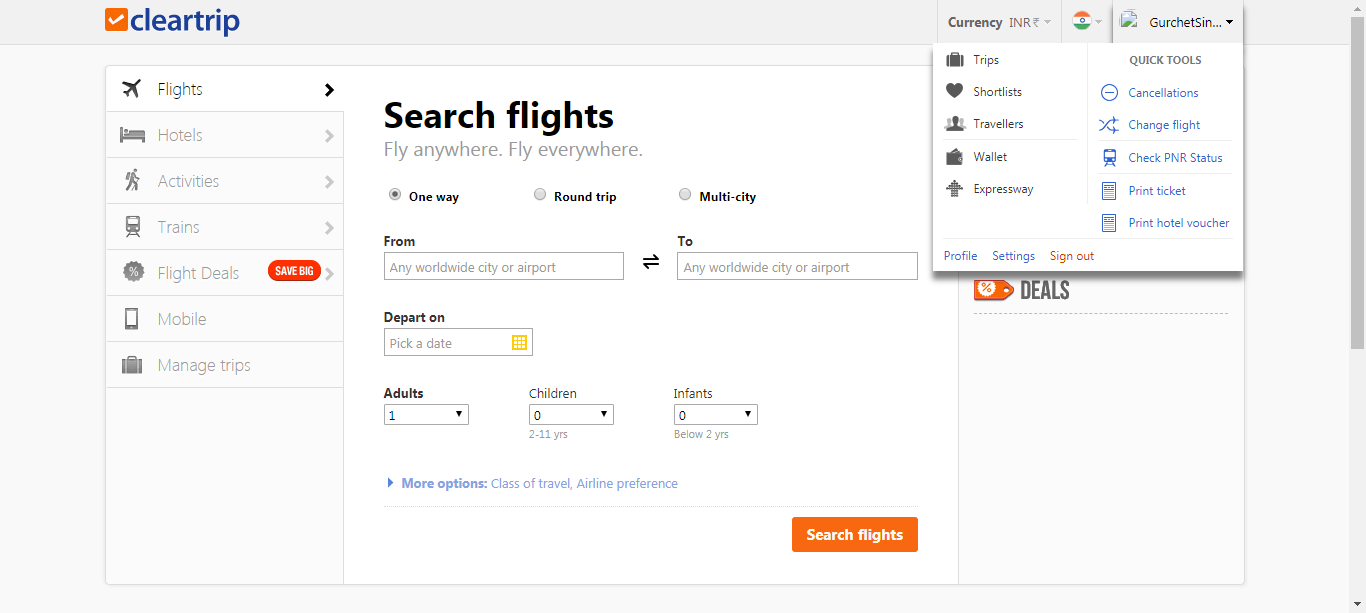 cleartrip
Currency INR ₹
GurchetSin...
Trips
Shortlists
Travellers
Wallet
Expressway
QUICK TOOLS
Cancellations
Change flight
Check PNR Status
Print ticket
Print hotel voucher
Profile Settings Sign out
Flights
Hotels
Activities
Trains
Flight Deals SAVE BIG
Mobile
Manage trips
Search flights
Fly anywhere. Fly everywhere.
One way Round trip Multi-city
From To
Any worldwide city or airport Any worldwide city or airport
Depart on
Pick a date
Adults Children Infants
1 0 0
2-11 yrs Below 2 yrs
More options: Class of travel, Airline preference
Search flights
% DEALS